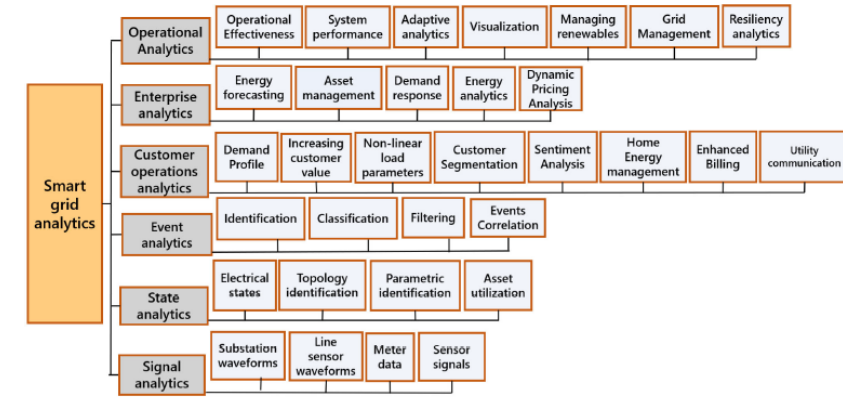 Smart
grid
analytics
Operational
Analytics
Operational
Effectiveness
System
performance
Adaptive
analytics
Visualization
Managing
renewables
Grid
Management
Resiliency
analytics
Enterprise
analytics
Energy
forecasting
Asset
management
Demand
response
Energy
analytics
Dynamic
Pricing
Analysis
Customer
operations
analytics
Demand
Profile
Increasing
customer
value
Non-linear
load
parameters
Customer
Segmentation
Sentiment
Analysis
Home
Energy
management
Enhanced
Billing
Utility
communication
Event
analytics
Identification
Classification
Filtering
Events
Correlation
State
analytics
Electrical
states
Topology
identification
Parametric
identification
Asset
utilization
Signal
analytics
Substation
waveforms
Line
sensor
waveforms
Meter
data
Sensor
signals